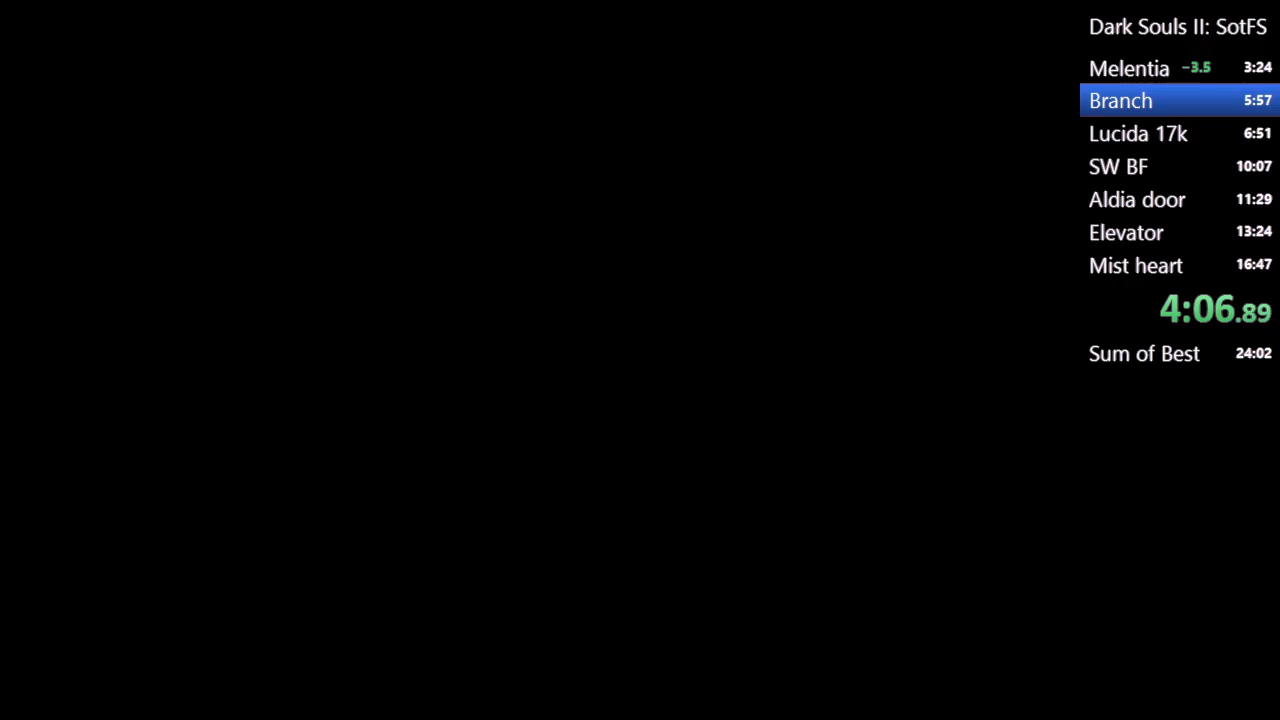 Dark Souls II: SotFS
Melentia −3.5 3:24
Branch 5:57
Lucida 17k 6:51
SW BF 10:07
Aldia door 11:29
Elevator 13:24
Mist heart 16:47
4:06.89
Sum of Best 24:02